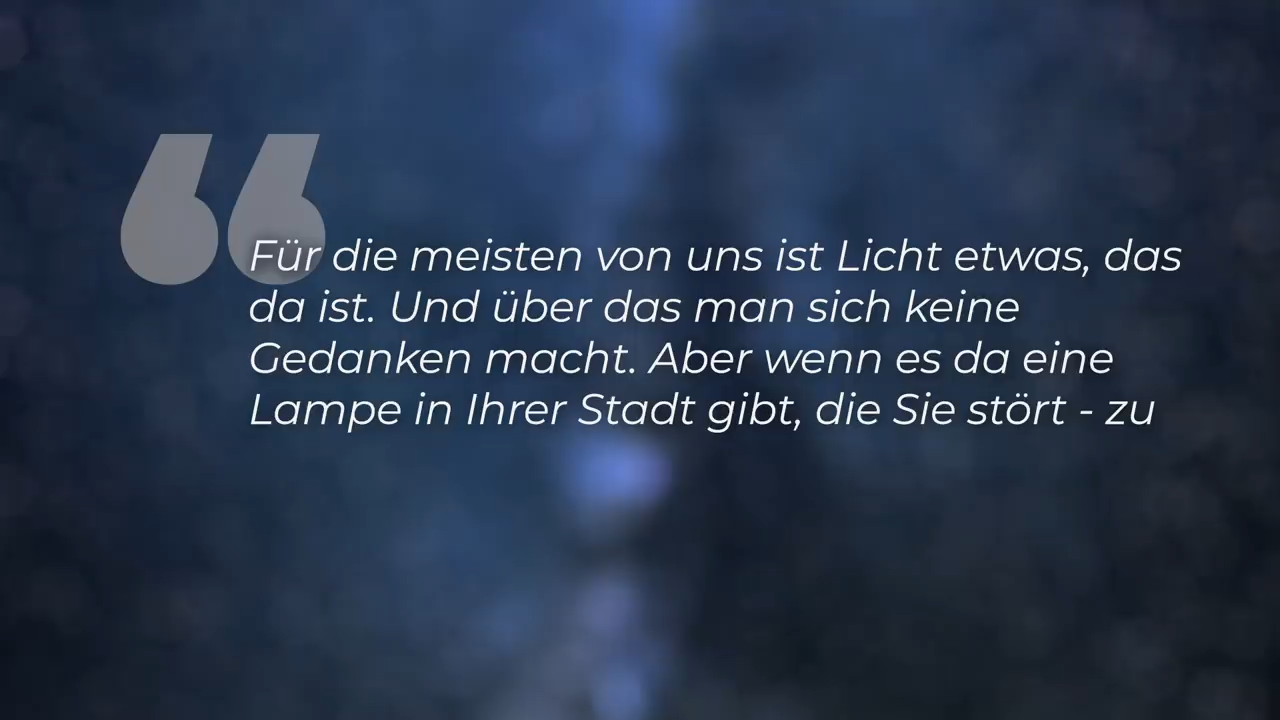 “
Für die meisten von uns ist Licht etwas, das
da ist. Und über das man sich keine
Gedanken macht. Aber wenn es da eine
Lampe in Ihrer Stadt gibt, die Sie stört - zu